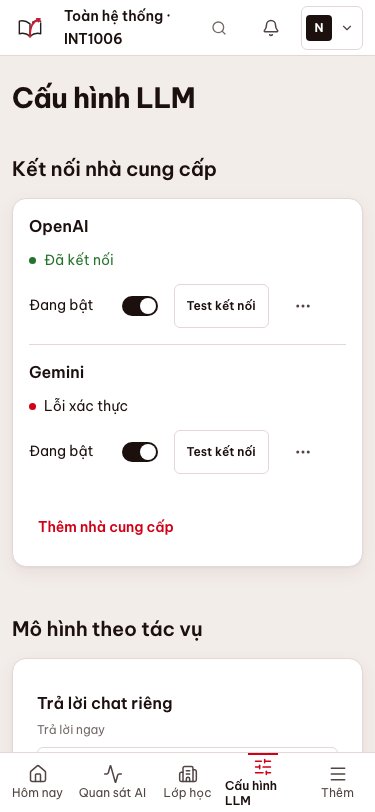 Toàn hệ thống ·
INT1006
N
Cấu hình LLM
Kết nối nhà cung cấp
OpenAI
Đã kết nối
Đang bật
Test kết nối
Gemini
Lỗi xác thực
Đang bật
Test kết nối
Thêm nhà cung cấp
Mô hình theo tác vụ
Trả lời chat riêng
Trả lời ngay
Hôm nay
Quan sát AI
Lớp học
Cấu hình
LLM
Thêm